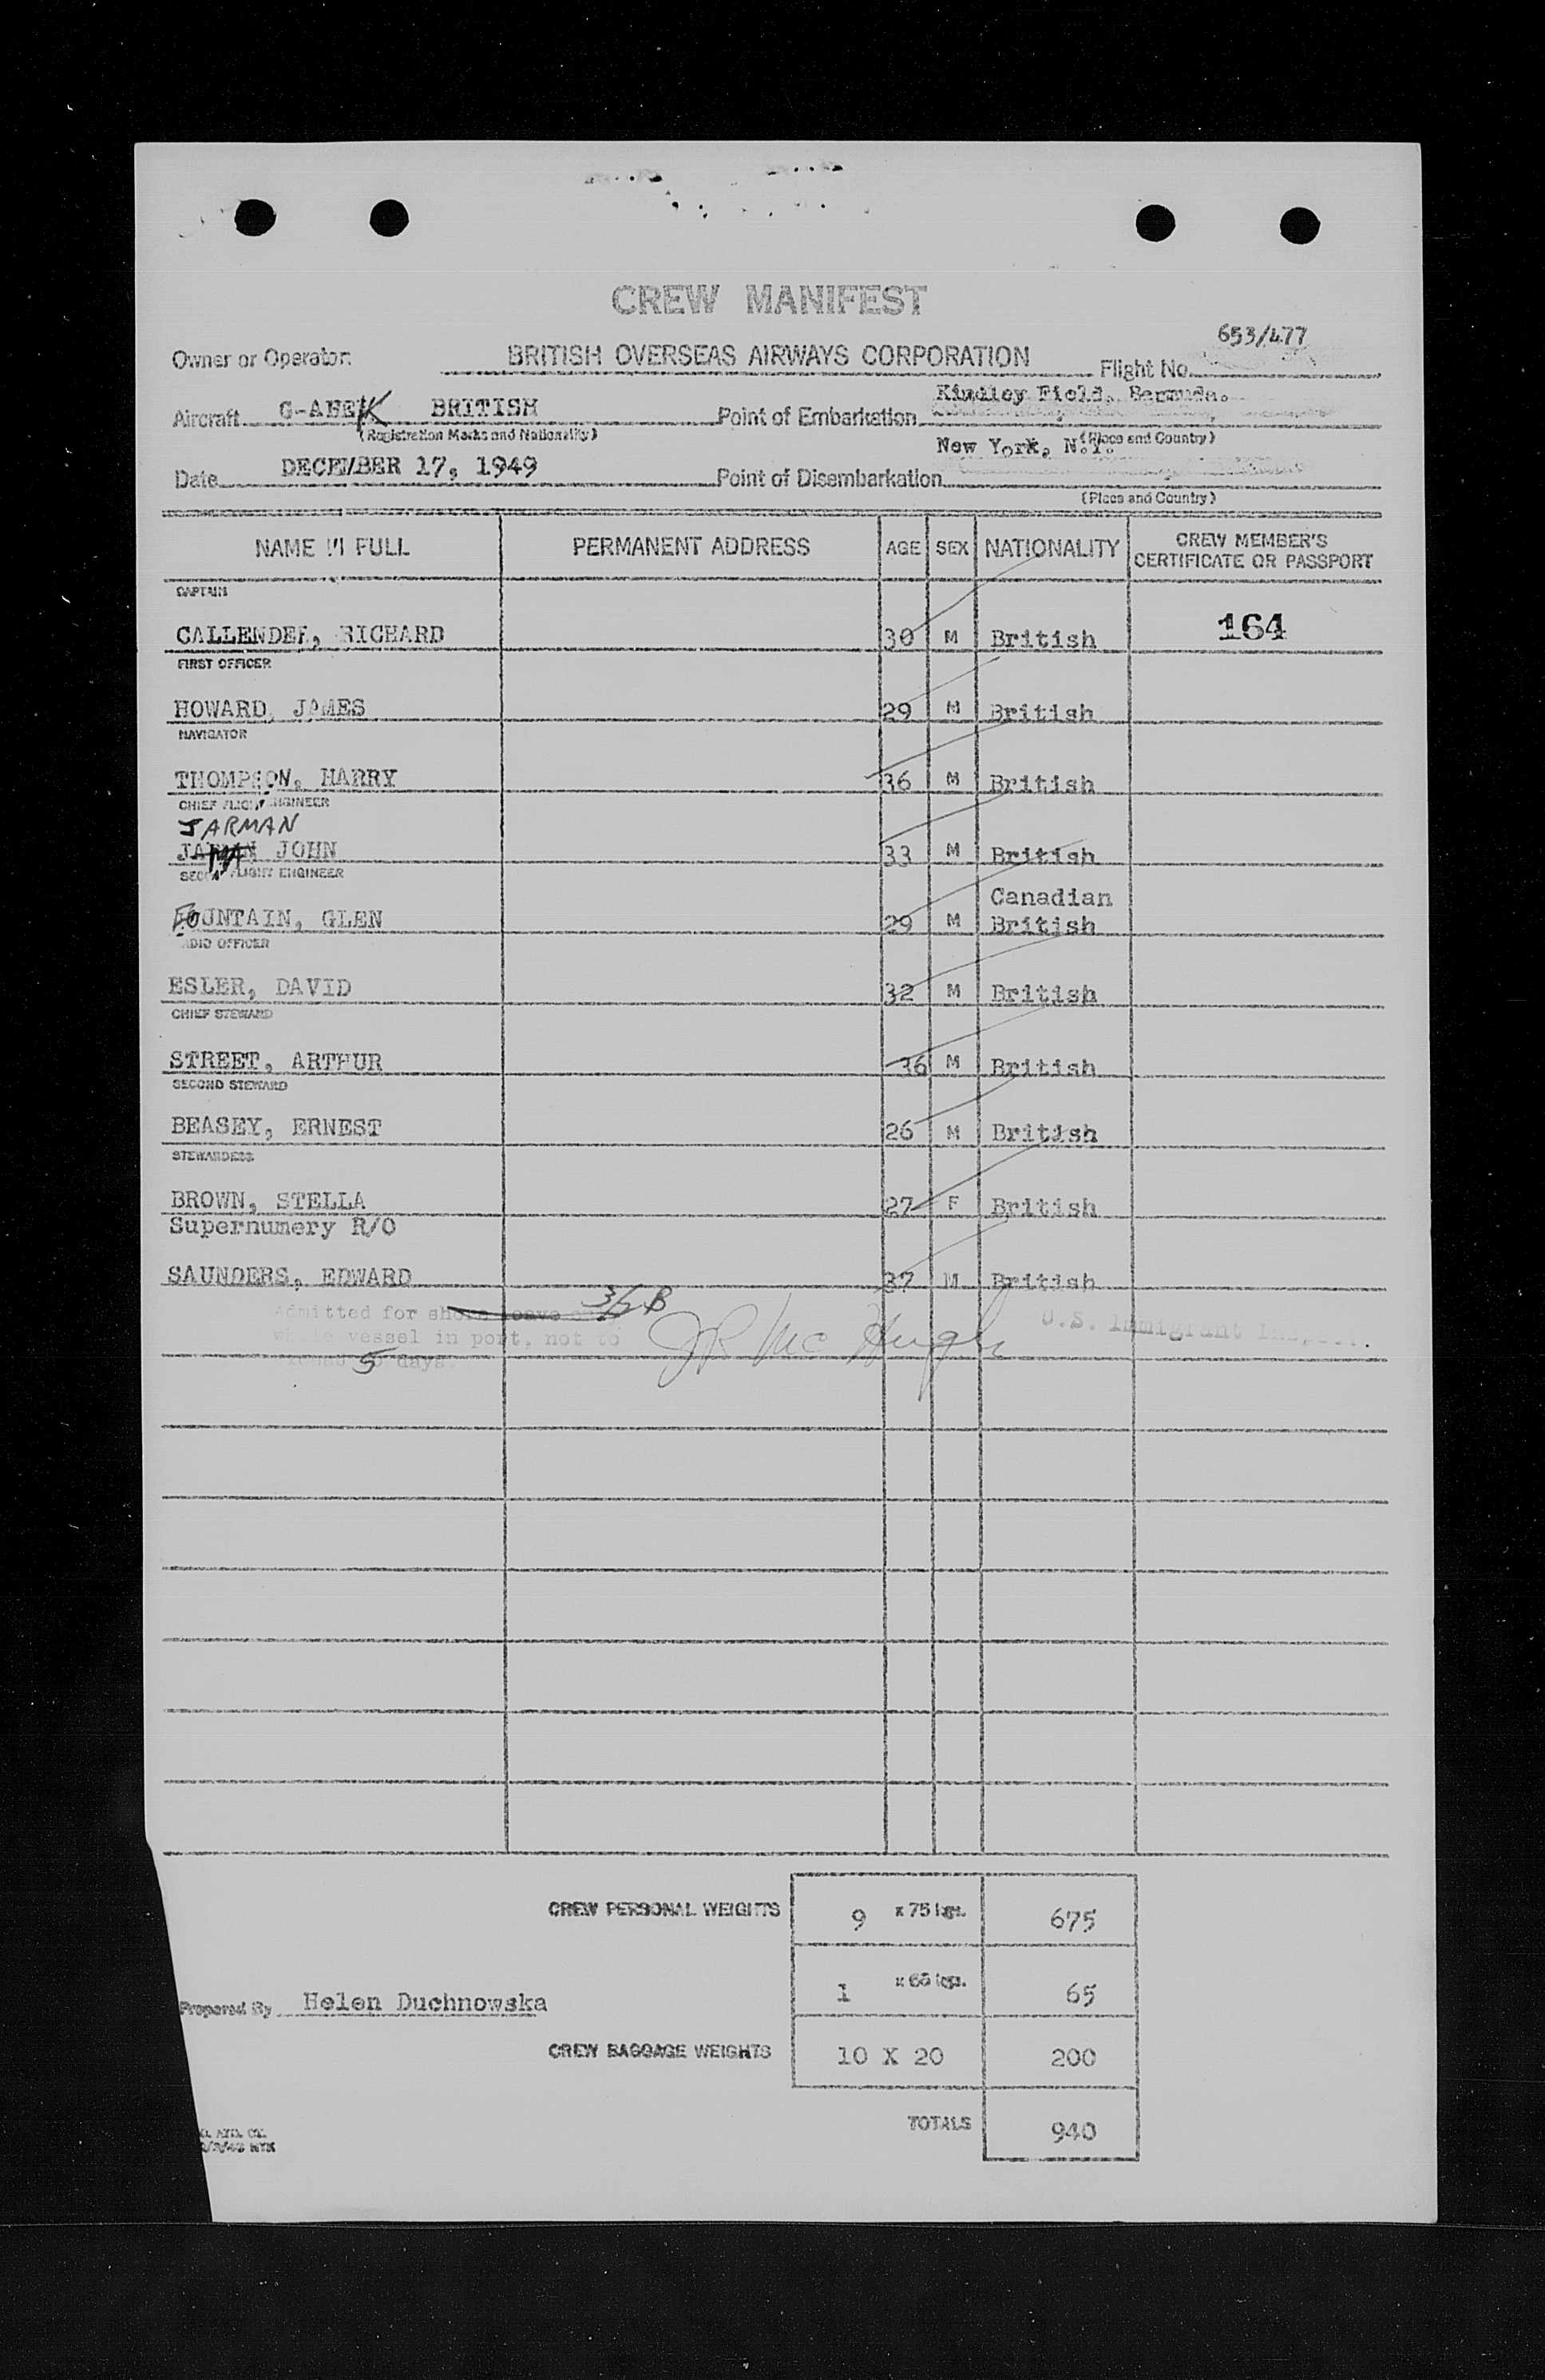 CREW MANIFEST
653/477
Owner or Operator: BRITISH OVERSEAS AIRWAYS CORPORATION Flight No.
Aircraft G-AHEK BRITISH Point of Embarkation Kindley Field, Bermuda.
(Registration Marks and Nationality) (Place and Country)
Date DECEMBER 17, 1949 Point of Disembarkation New York, N.Y.
(Place and Country)
NAME IN FULL PERMANENT ADDRESS AGE SEX NATIONALITY CREW MEMBER'S CERTIFICATE OR PASSPORT
CAPTAIN
CALLENDER, RICHARD 30 M British 164
FIRST OFFICER
HOWARD, JAMES 29 M British
NAVIGATOR
THOMPSON, HARRY 36 M British
CHIEF FLIGHT ENGINEER
JARMAN
JOHN 33 M British
SECOND FLIGHT ENGINEER
Canadian
FOUNTAIN, GLEN 29 M British
RADIO OFFICER
ESLER, DAVID 32 M British
CHIEF STEWARD
STREET, ARTHUR 36 M British
SECOND STEWARD
BEASEY, ERNEST 26 M British
STEWARDESS
BROWN, STELLA 27 F British
Supernumery R/O
SAUNDERS, EDWARD 37 M British
Admitted for shore leave 3/2 B
while vessel in port, not to JP McHugh U.S. Immigrant
5 days.
CREW PERSONAL WEIGHTS 9 x 75 kgs. 675
1 x 65 kgs. 65
Prepared By Helen Duchnowska
CREW BAGGAGE WEIGHTS 10 X 20 200
TOTALS 940